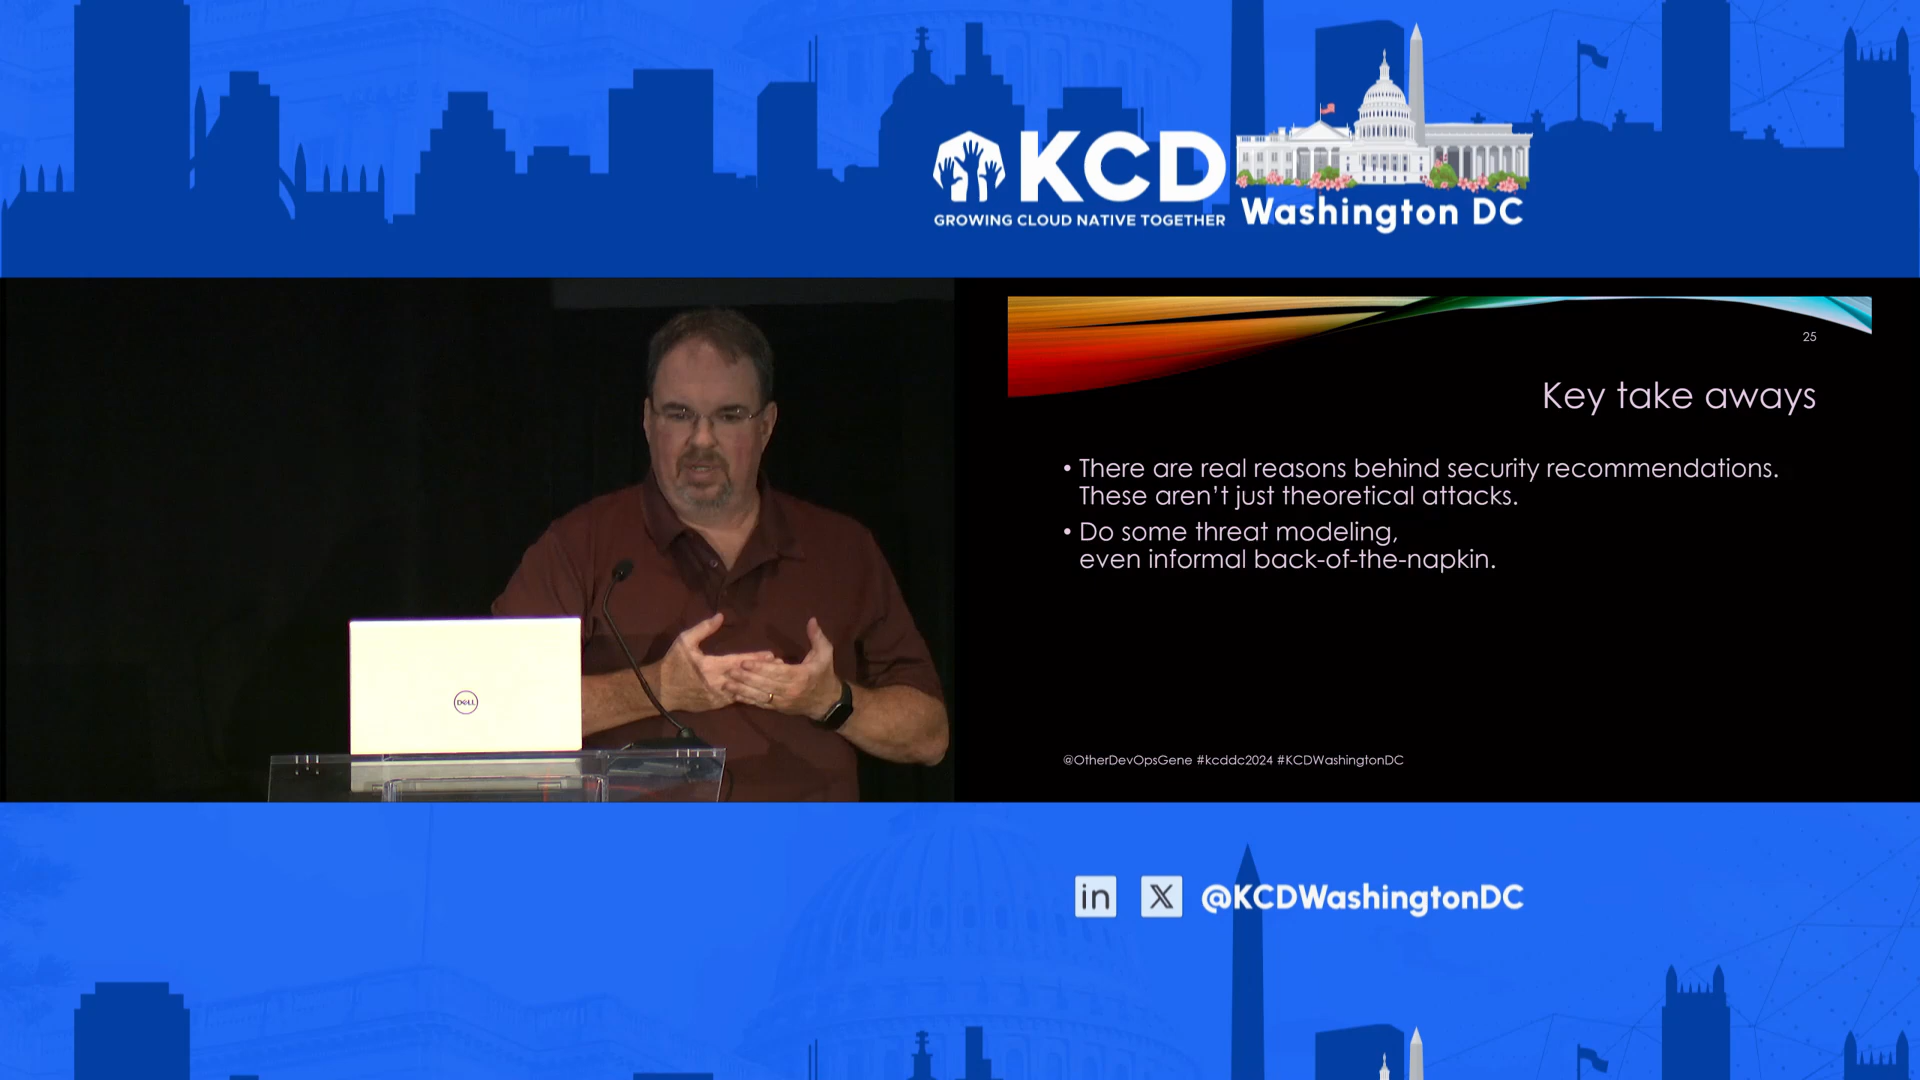 KCD
GROWING CLOUD NATIVE TOGETHER
Washington DC
25
Key take aways
• There are real reasons behind security recommendations.
These aren’t just theoretical attacks.
• Do some threat modeling,
even informal back-of-the-napkin.
@OtherDevOpsGene #kcddc2024 #KCDWashingtonDC
DELL
in X @KCDWashingtonDC